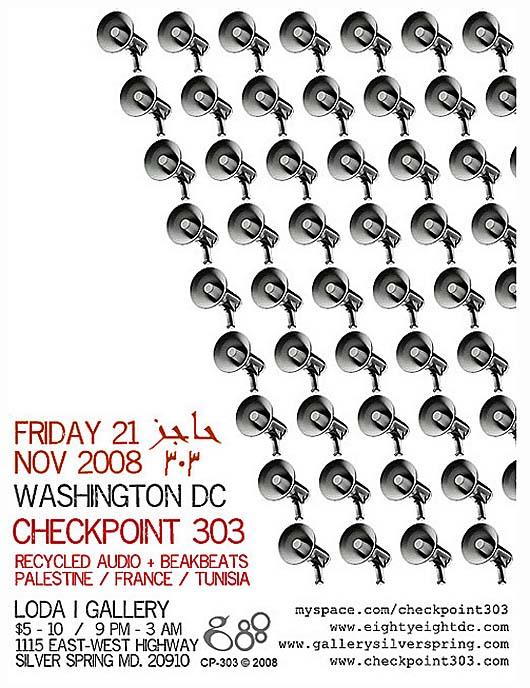 FRIDAY 21 حاجز
NOV 2008 ٣٠٣
WASHINGTON DC
CHECKPOINT 303
RECYCLED AUDIO + BEAKBEATS
PALESTINE / FRANCE / TUNISIA
LODA I GALLERY
$5 - 10 / 9 PM - 3 AM
1115 EAST-WEST HIGHWAY
SILVER SPRING MD. 20910
CP-303 © 2008
myspace.com/checkpoint303
www.eightyeightdc.com
www.gallerysilverspring.com
www.checkpoint303.com